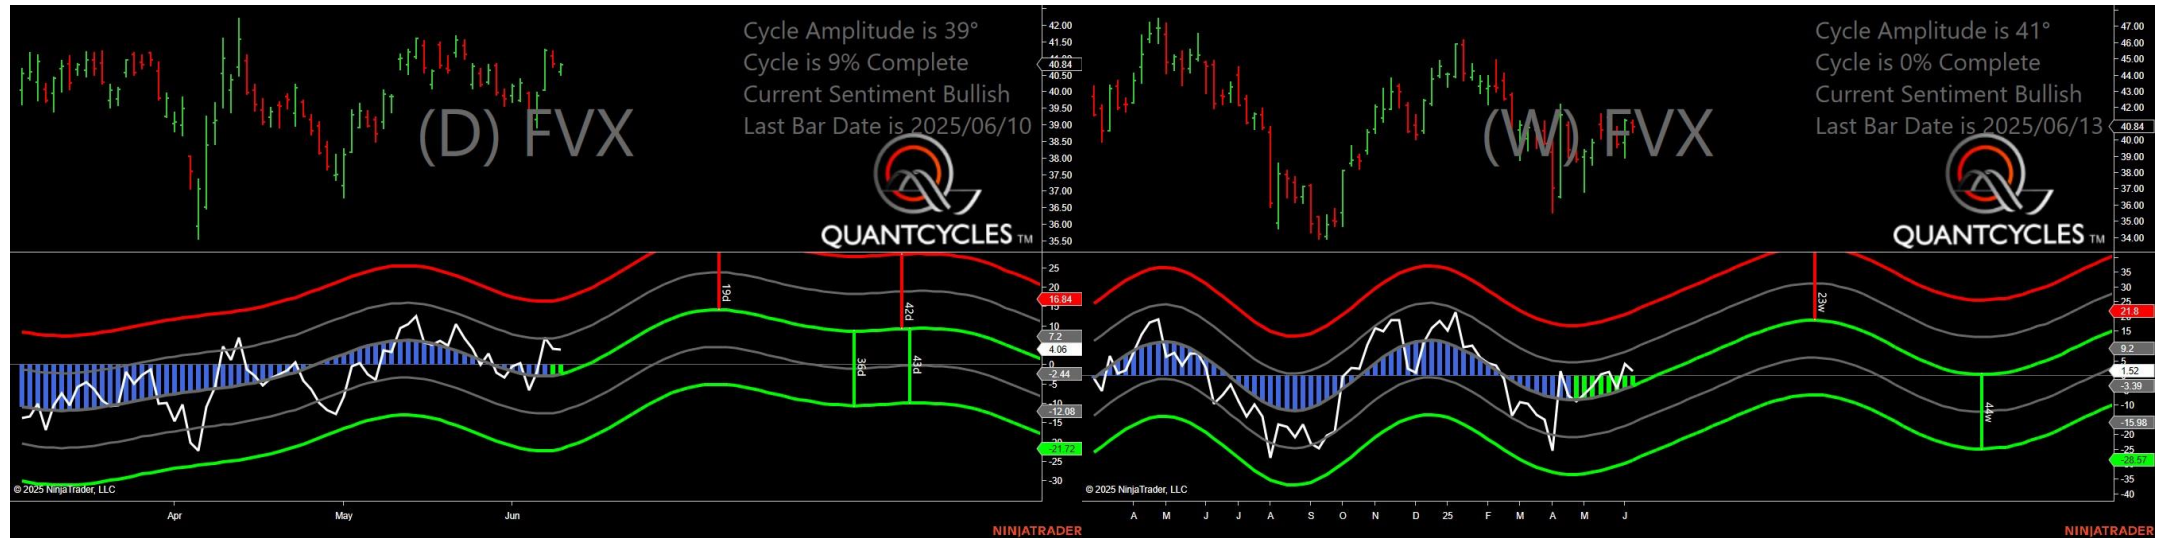 Cycle Amplitude is 39°
Cycle is 9% Complete
Current Sentiment Bullish
Last Bar Date is 2025/06/10
(D) FVX
QUANTCYCLES TM
42.00
41.50
40.84
40.50
40.00
39.50
39.00
38.50
38.00
37.50
37.00
36.50
36.00
35.50
19d
42d
36d
43d
25
16.84
10
7.2
4.06
0
-2.44
-5
-10
-12.08
-15
-21.72
-25
-30
© 2025 NinjaTrader, LLC
Apr
May
Jun
NINJATRADER
Cycle Amplitude is 41°
Cycle is 0% Complete
Current Sentiment Bullish
Last Bar Date is 2025/06/13
(W) FVX
QUANTCYCLES TM
47.00
46.00
45.00
44.00
43.00
42.00
40.84
40.00
39.00
38.00
37.00
36.00
35.00
34.00
23w
44w
35
30
25
21.8
15
9.2
5
1.52
-3.39
-10
-15.98
-20
-25
-28.57
-35
-40
© 2025 NinjaTrader, LLC
A
M
J
J
A
S
O
N
D
25
F
M
A
M
J
NINJATRADER